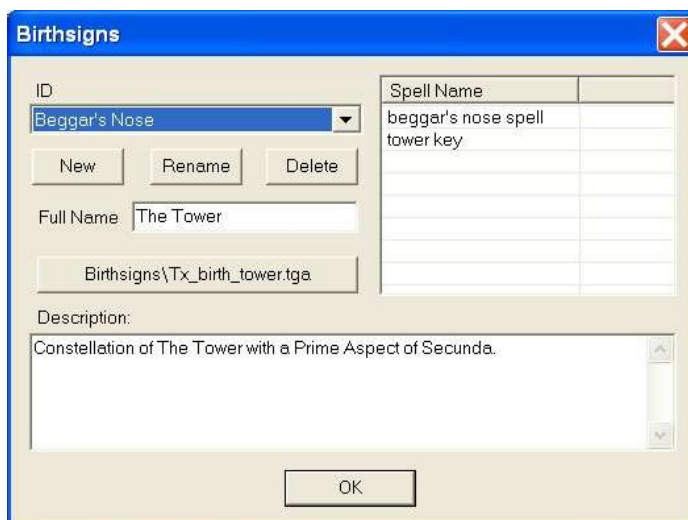 Birthsigns
ID
Beggar's Nose
New Rename Delete
Full Name The Tower
Birthsigns\Tx_birth_tower.tga
Spell Name
beggar's nose spell
tower key
Description:
Constellation of The Tower with a Prime Aspect of Secunda.
OK